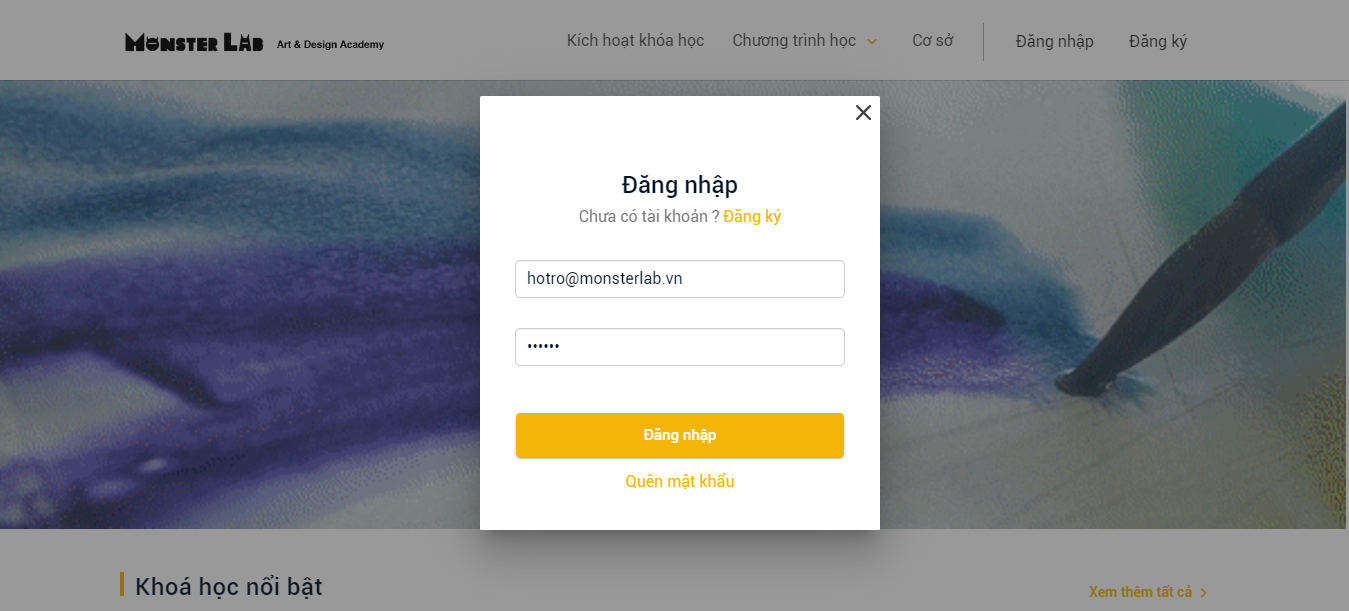 MONSTER LAB Art & Design Academy Kích hoạt khóa học Chương trình học Cơ sở Đăng nhập Đăng ký
Đăng nhập
Chưa có tài khoản ? Đăng ký
hotro@monsterlab.vn
••••••
Đăng nhập
Quên mật khẩu
Khoá học nổi bật
Xem thêm tất cả